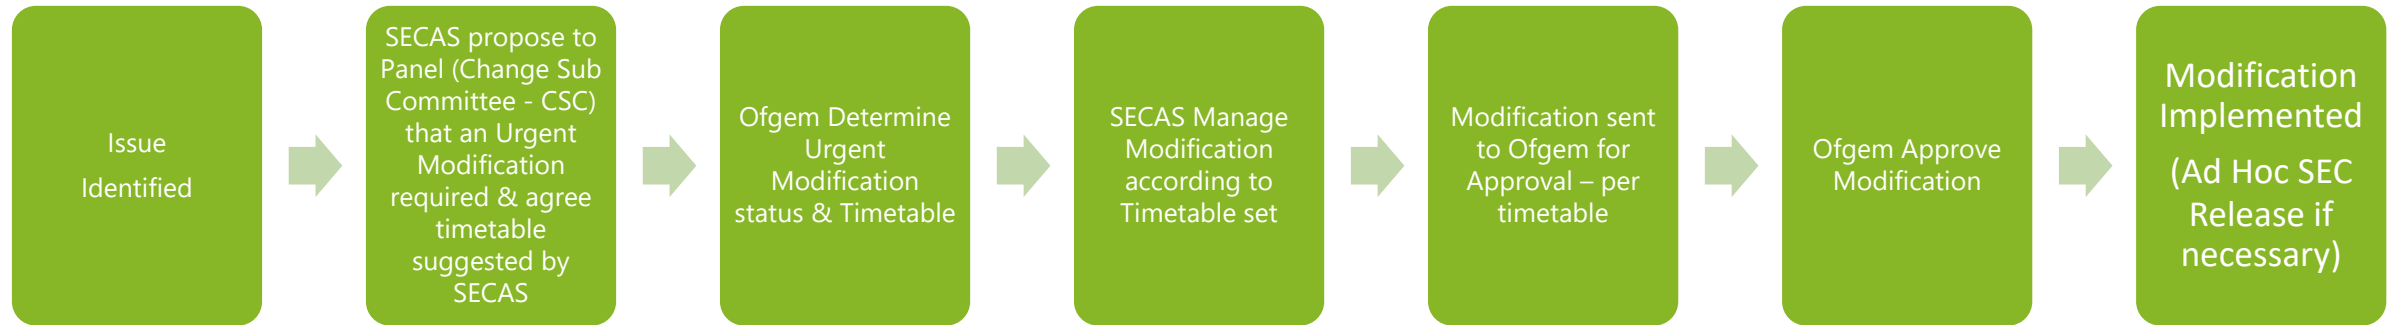 Issue
Identified
SECAS propose to
Panel (Change Sub
Committee - CSC)
that an Urgent
Modification
required & agree
timetable
suggested by
SECAS
Ofgem Determine
Urgent
Modification
status & Timetable
SECAS Manage
Modification
according to
Timetable set
Modification sent
to Ofgem for
Approval – per
timetable
Ofgem Approve
Modification
Modification
Implemented
(Ad Hoc SEC
Release if
necessary)